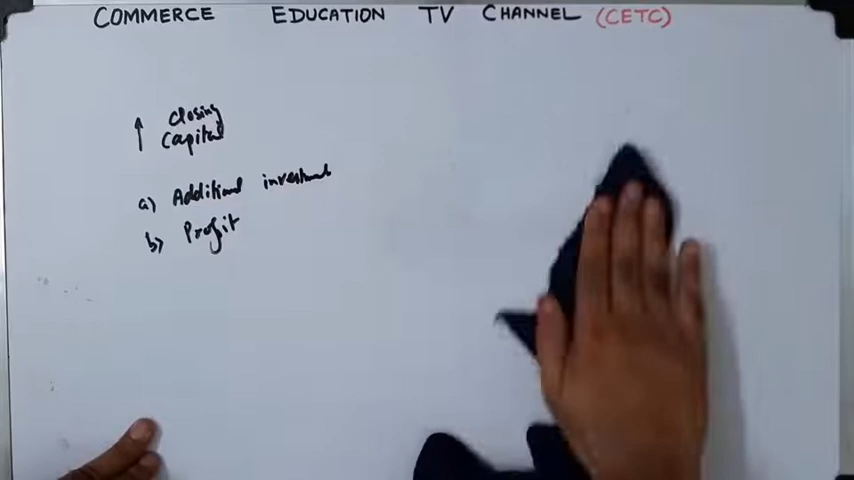 COMMERCE EDUCATION TV CHANNEL (CETC)
↑ Closing
Capital
a) Additional investment
b) Profit